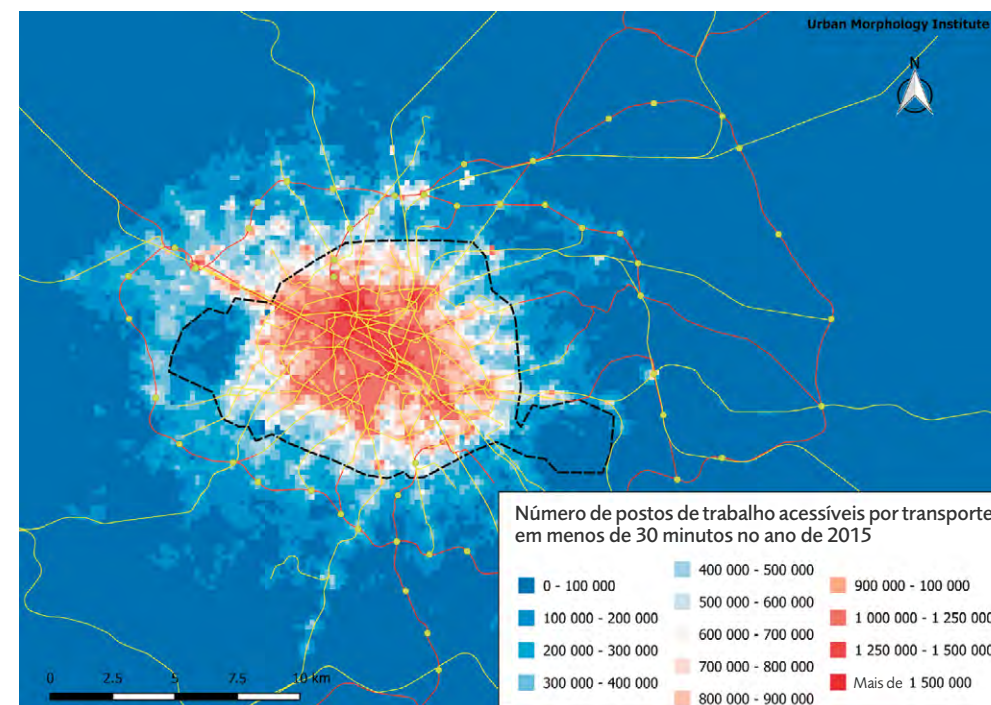 Urban Morphology Institute
N
Número de postos de trabalho acessíveis por transporte
em menos de 30 minutos no ano de 2015
0 - 100 000
100 000 - 200 000
200 000 - 300 000
300 000 - 400 000
400 000 - 500 000
500 000 - 600 000
600 000 - 700 000
700 000 - 800 000
800 000 - 900 000
900 000 - 100 000
1 000 000 - 1 250 000
1 250 000 - 1 500 000
Mais de 1 500 000
0 2.5 5 7.5 10 km